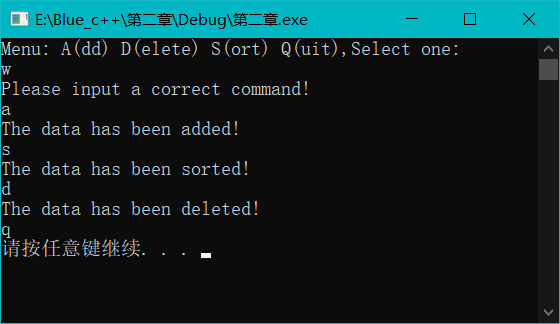 E:\Blue_c++\第二章\Debug\第二章.exe
Menu: A(dd) D(elete) S(ort) Q(uit),Select one:
w
Please input a correct command!
a
The data has been added!
s
The data has been sorted!
d
The data has been deleted!
q
请按任意键继续. . .